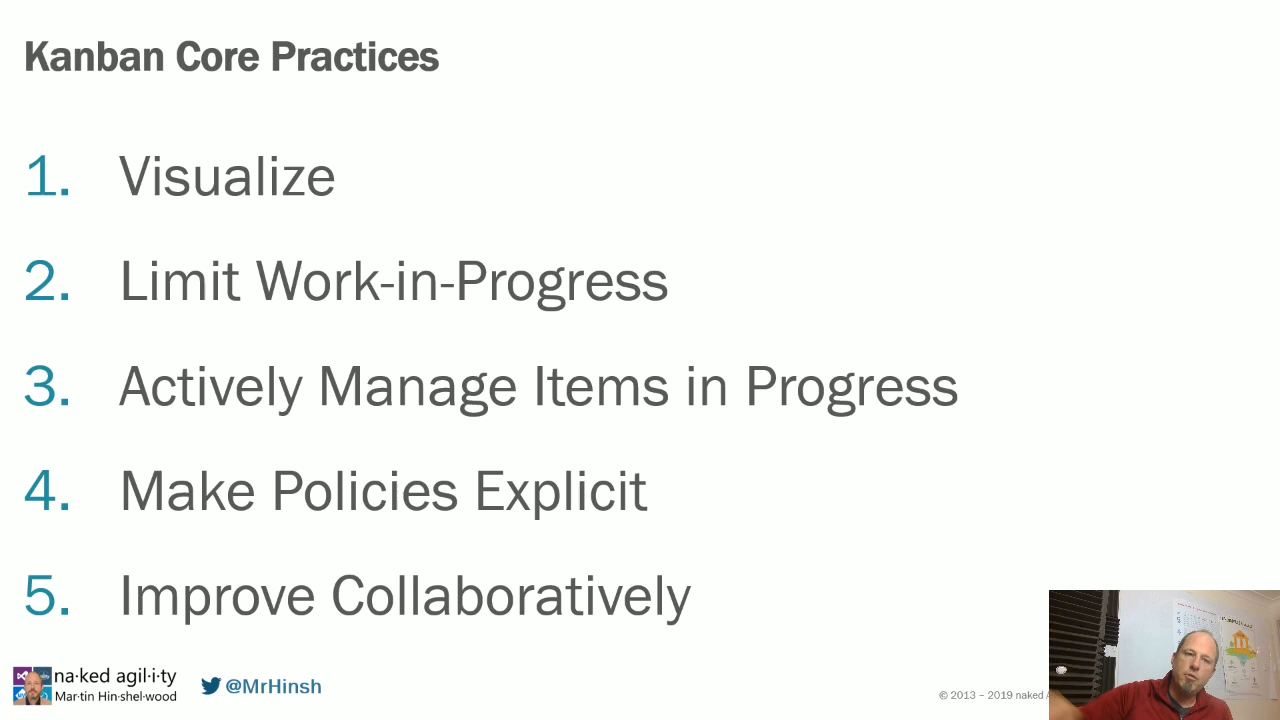 Kanban Core Practices
1. Visualize
2. Limit Work-in-Progress
3. Actively Manage Items in Progress
4. Make Policies Explicit
5. Improve Collaboratively
na·ked agil·i·ty
Mar·tin Hin·shel·wood
@MrHinsh
© 2013 – 2019 naked